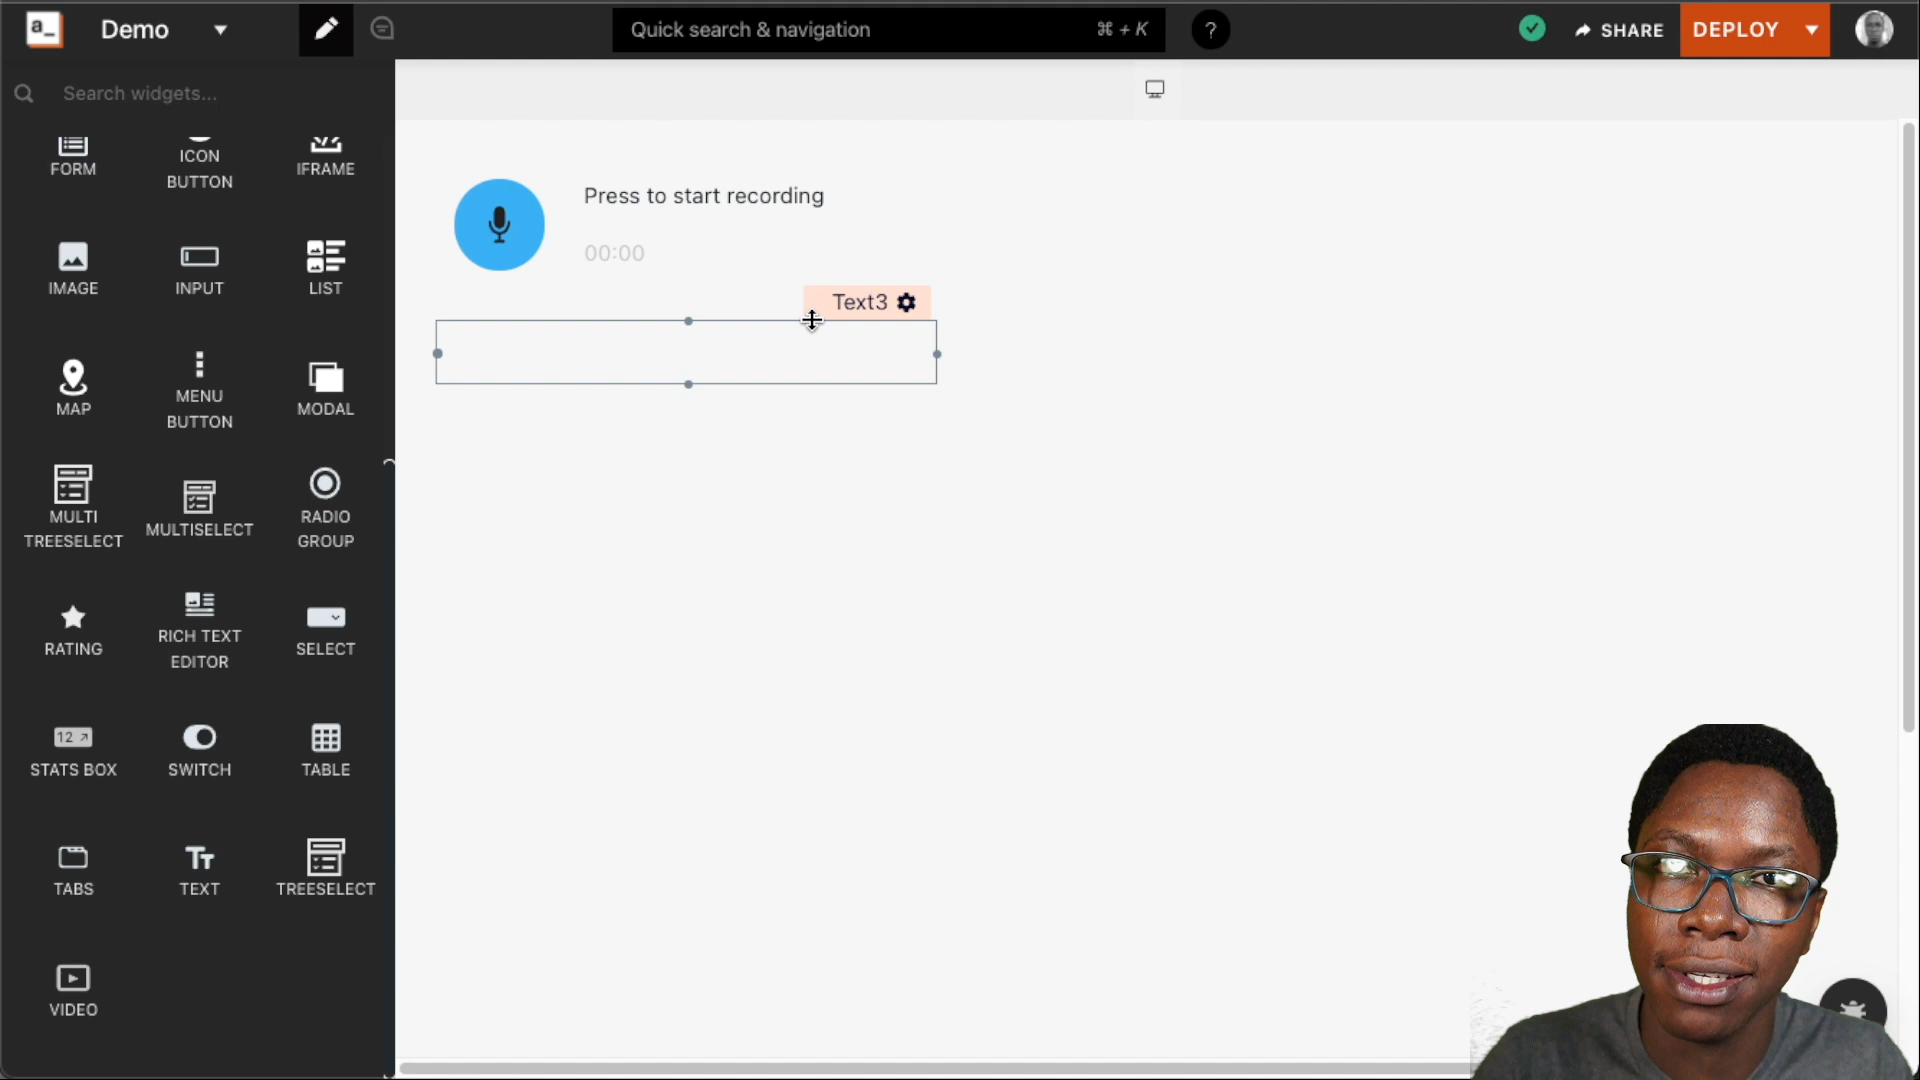 a_
Demo
Quick search & navigation
⌘ + K
?
SHARE
DEPLOY
Search widgets...
FORM
ICON
BUTTON
IFRAME
IMAGE
INPUT
LIST
MAP
MENU
BUTTON
MODAL
MULTI
TREESELECT
MULTISELECT
RADIO
GROUP
RATING
RICH TEXT
EDITOR
SELECT
12
STATS BOX
SWITCH
TABLE
TABS
TT
TEXT
TREESELECT
VIDEO
Press to start recording
00:00
Text3